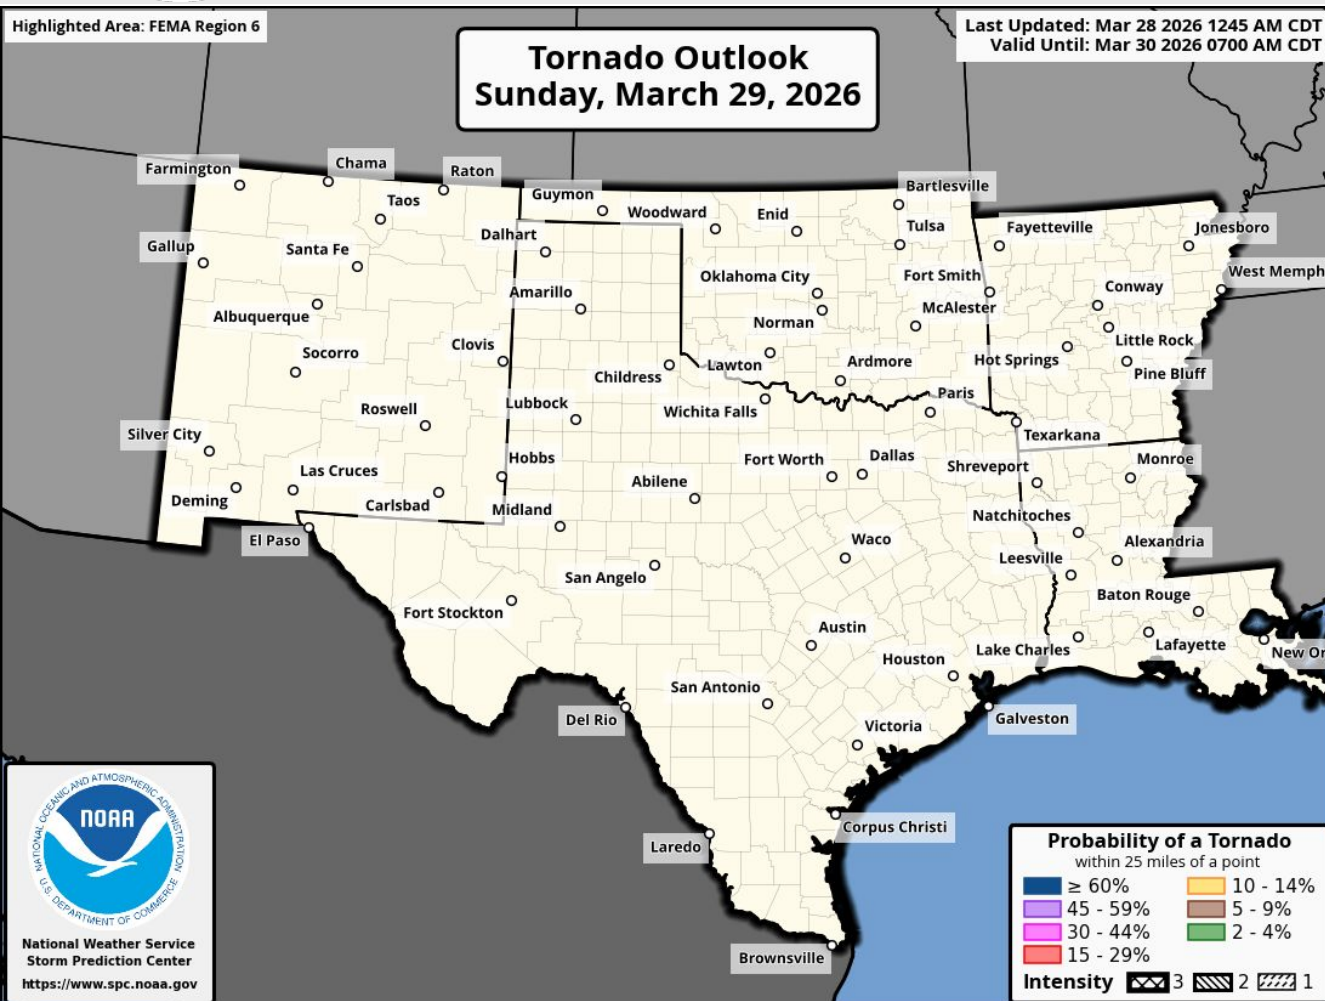 Highlighted Area: FEMA Region 6
Last Updated: Mar 28 2026 1245 AM CDT
Valid Until: Mar 30 2026 0700 AM CDT
Tornado Outlook
Sunday, March 29, 2026
Farmington
Chama
Raton
Taos
Guymon
Woodward
Enid
Bartlesville
Tulsa
Fayetteville
Jonesboro
Gallup
Santa Fe
Dalhart
Oklahoma City
Fort Smith
West Memph
Amarillo
Conway
Albuquerque
Norman
McAlester
Little Rock
Socorro
Clovis
Childress
Lawton
Ardmore
Hot Springs
Pine Bluff
Roswell
Lubbock
Wichita Falls
Paris
Texarkana
Silver City
Las Cruces
Hobbs
Abilene
Fort Worth
Dallas
Shreveport
Monroe
Deming
Carlsbad
Midland
Natchitoches
El Paso
Waco
Leesville
Alexandria
San Angelo
Baton Rouge
Fort Stockton
Austin
Lake Charles
Lafayette
New Or
Houston
San Antonio
Del Rio
Victoria
Galveston
Laredo
Corpus Christi
Brownsville
NATIONAL OCEANIC AND ATMOSPHERIC ADMINISTRATION
NOAA
U.S. DEPARTMENT OF COMMERCE
National Weather Service
Storm Prediction Center
https://www.spc.noaa.gov
Probability of a Tornado
within 25 miles of a point
≥ 60% 10 - 14%
45 - 59% 5 - 9%
30 - 44% 2 - 4%
15 - 29%
Intensity 3 2 1